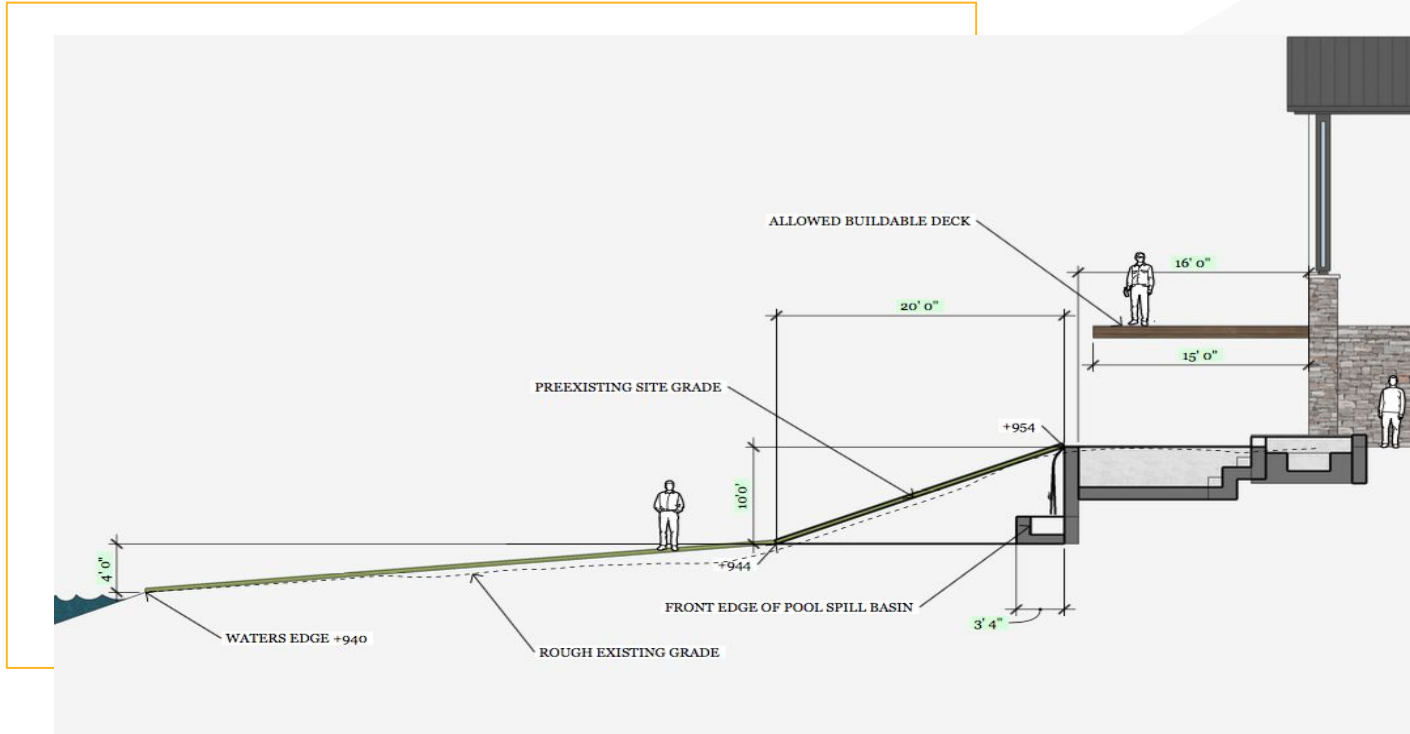 ALLOWED BUILDABLE DECK
16' 0"
20' 0"
15' 0"
PREEXISTING SITE GRADE
+954
10'0'
4' 0"
+944
FRONT EDGE OF POOL SPILL BASIN
3' 4"
WATERS EDGE +940
ROUGH EXISTING GRADE